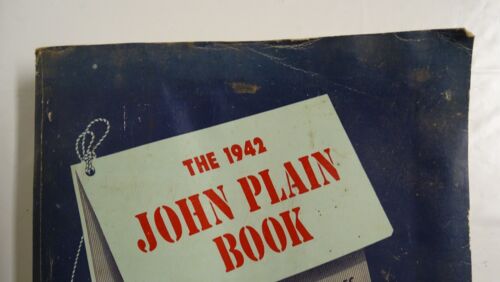 THE 1942
JOHN PLAIN
BOOK